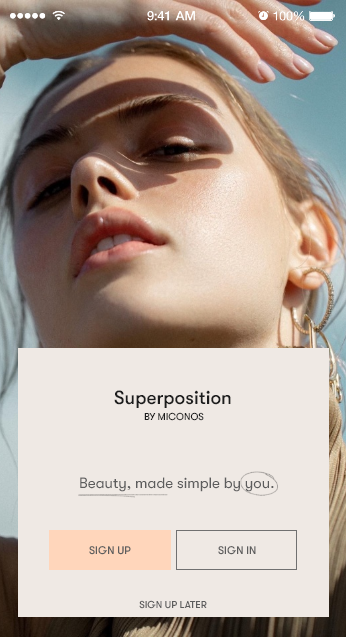 9:41 AM 100%
Superposition
BY MICONOS
Beauty, made simple by you.
SIGN UP SIGN IN
SIGN UP LATER